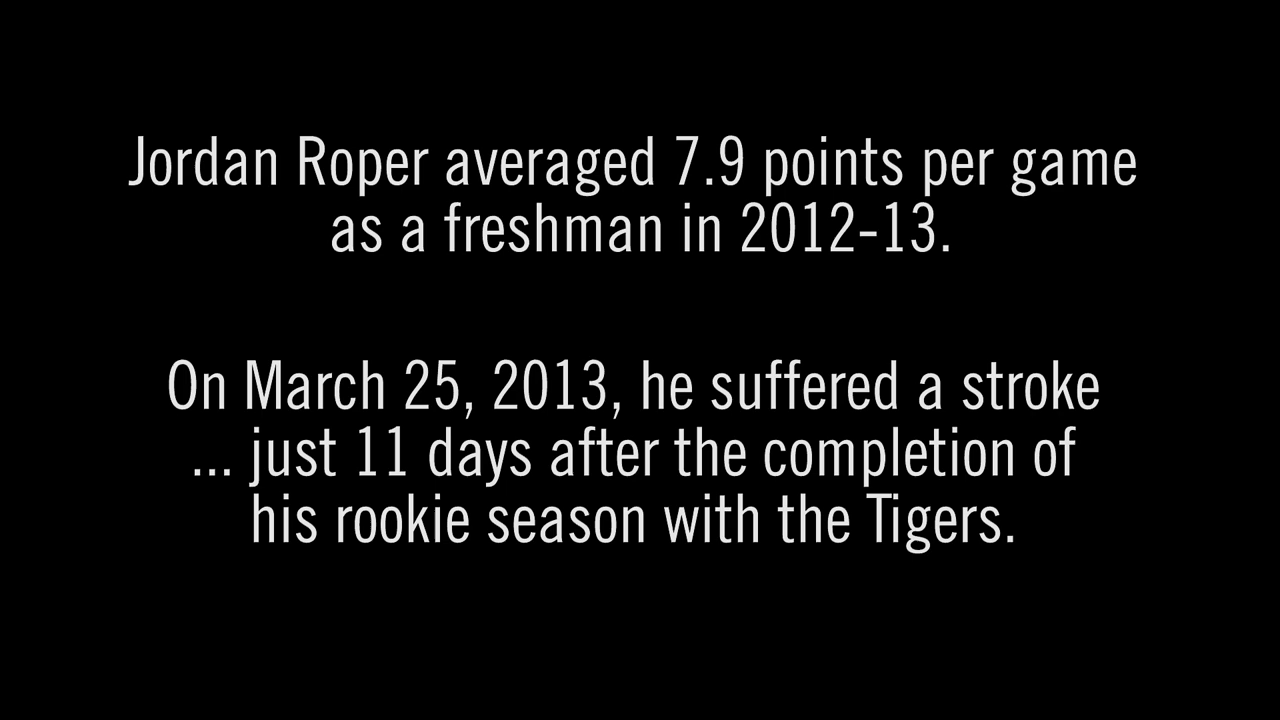 Jordan Roper averaged 7.9 points per game
as a freshman in 2012-13.
On March 25, 2013, he suffered a stroke
... just 11 days after the completion of
his rookie season with the Tigers.